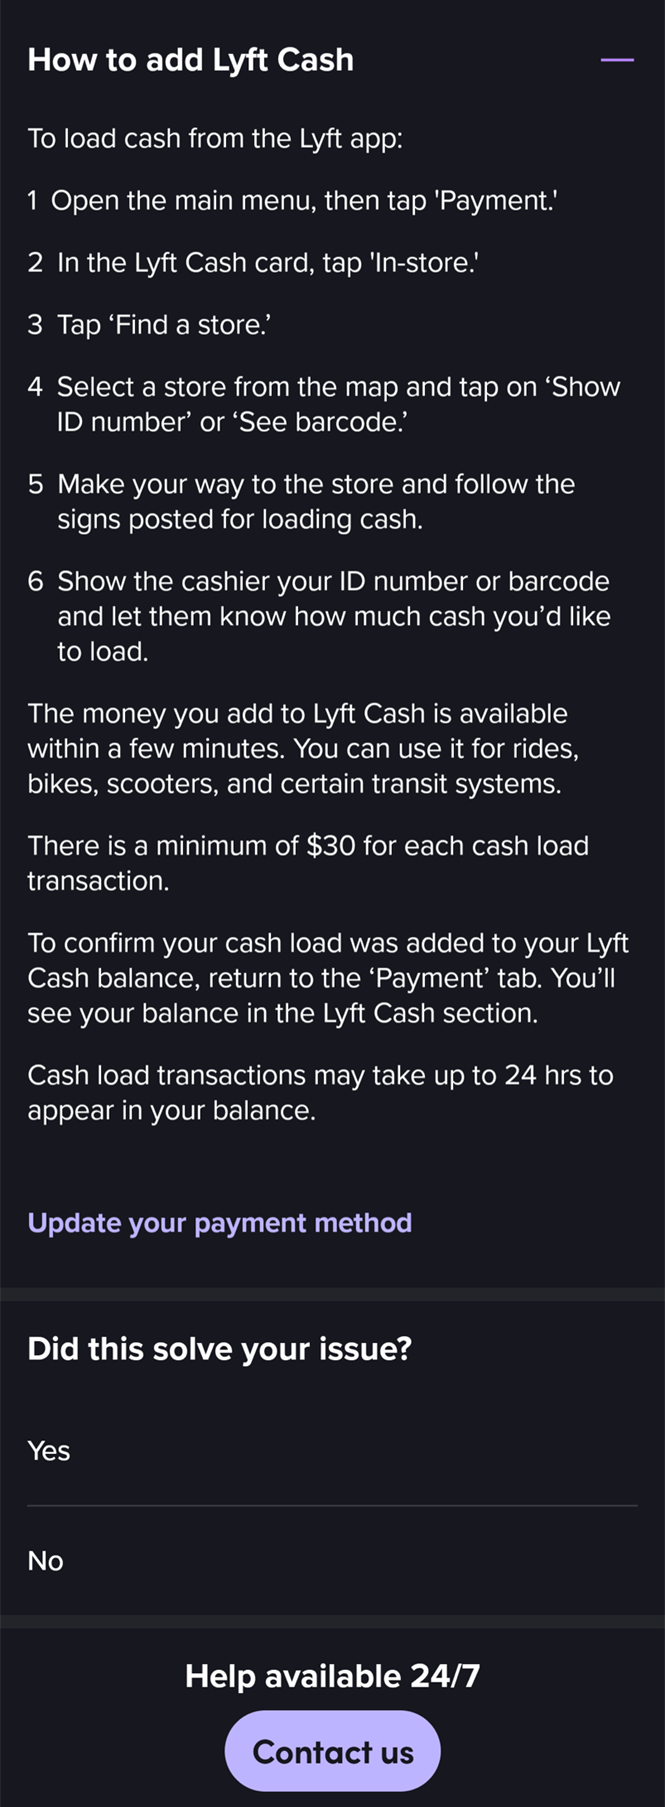 How to add Lyft Cash
To load cash from the Lyft app:
1 Open the main menu, then tap 'Payment.'
2 In the Lyft Cash card, tap 'In-store.'
3 Tap ‘Find a store.’
4 Select a store from the map and tap on ‘Show
ID number’ or ‘See barcode.’
5 Make your way to the store and follow the
signs posted for loading cash.
6 Show the cashier your ID number or barcode
and let them know how much cash you’d like
to load.
The money you add to Lyft Cash is available
within a few minutes. You can use it for rides,
bikes, scooters, and certain transit systems.
There is a minimum of $30 for each cash load
transaction.
To confirm your cash load was added to your Lyft
Cash balance, return to the ‘Payment’ tab. You’ll
see your balance in the Lyft Cash section.
Cash load transactions may take up to 24 hrs to
appear in your balance.
Update your payment method
Did this solve your issue?
Yes
No
Help available 24/7
Contact us